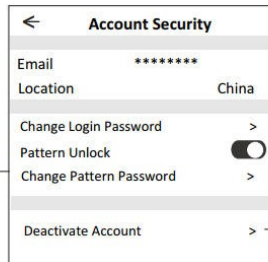 Account Security
Email ********
Location China
Change Login Password >
Pattern Unlock
Change Pattern Password >
Deactivate Account >